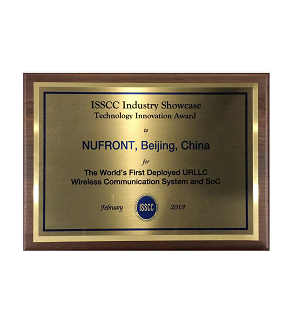 ISSCC Industry Showcase
Technology Innovation Award
to
NUFRONT, Beijing, China
for
The World's First Deployed URLLC
Wireless Communication System and SoC
February ISSCC 2019